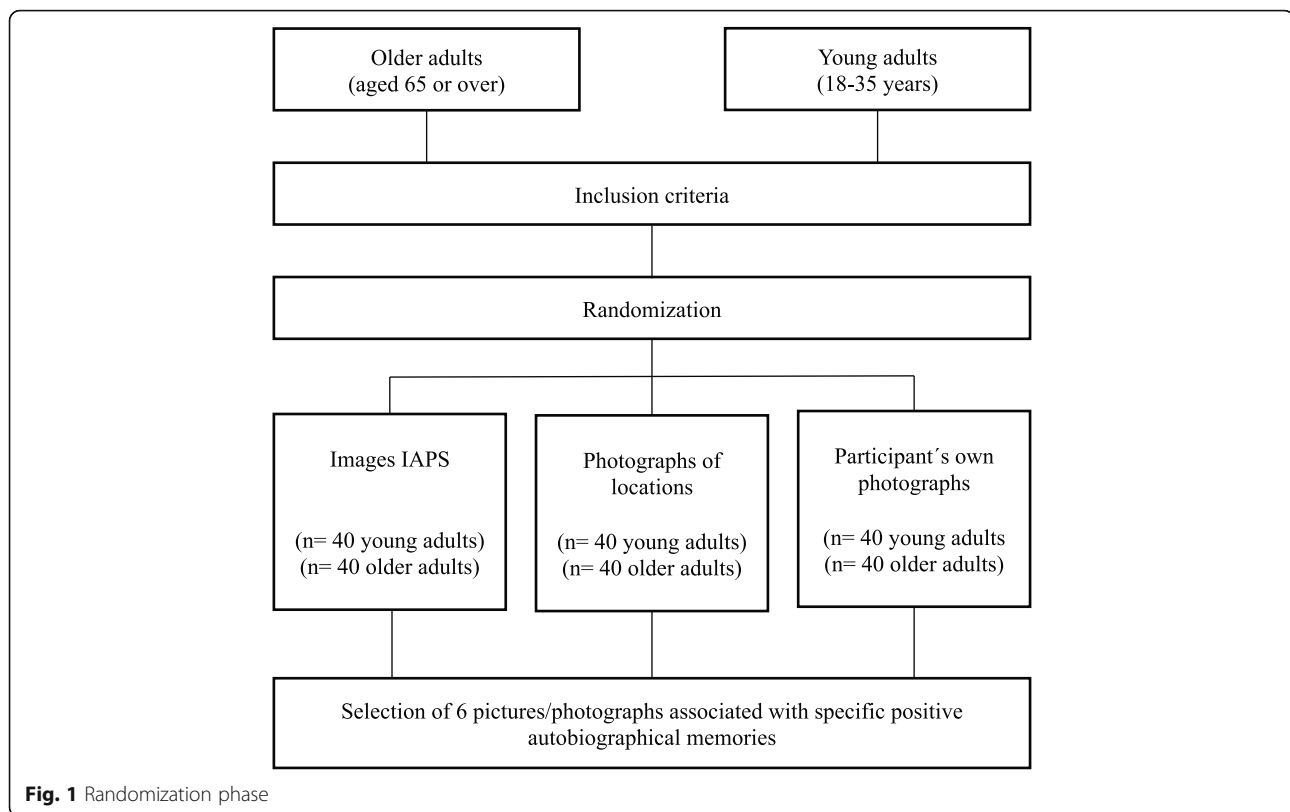 Older adults
(aged 65 or over)
Young adults
(18-35 years)
Inclusion criteria
Randomization
Images IAPS
(n= 40 young adults)
(n= 40 older adults)
Photographs of
locations
(n= 40 young adults)
(n= 40 older adults)
Participant´s own
photographs
(n= 40 young adults
(n= 40 older adults)
Selection of 6 pictures/photographs associated with specific positive
autobiographical memories
Fig. 1 Randomization phase